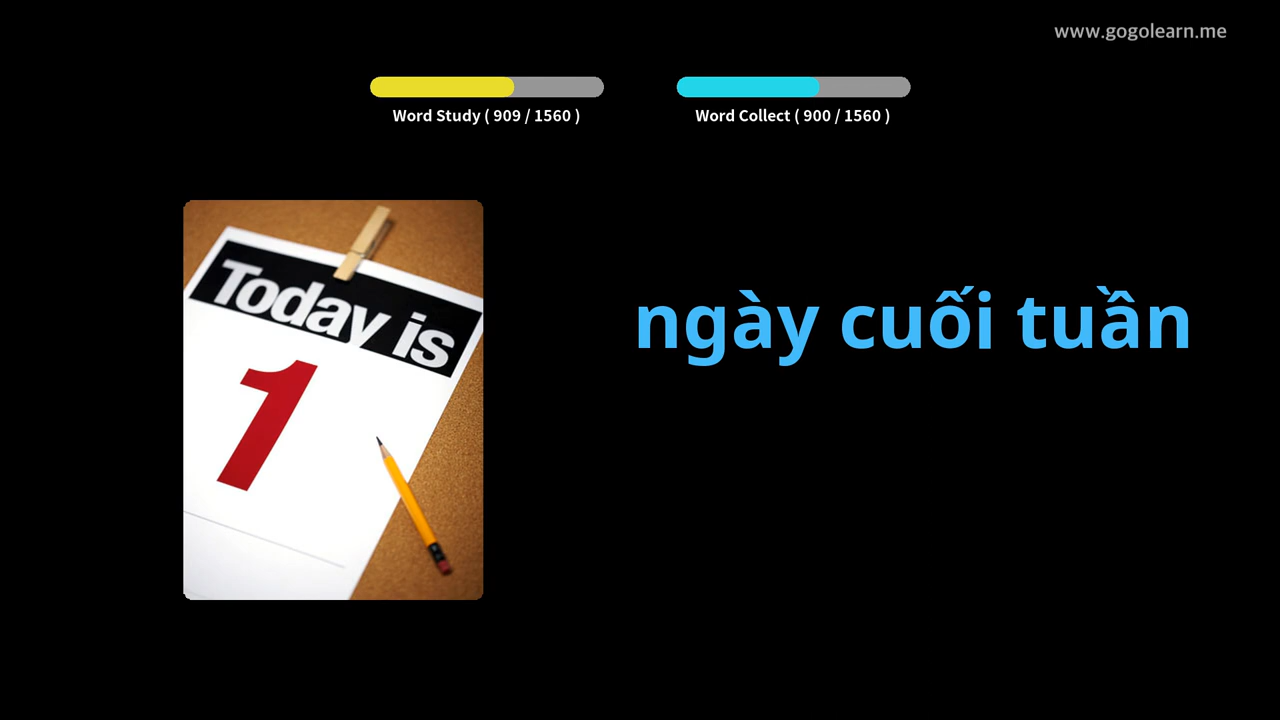 www.gogolearn.me
Word Study ( 909 / 1560 )
Word Collect ( 900 / 1560 )
Today is
1
ngày cuối tuần